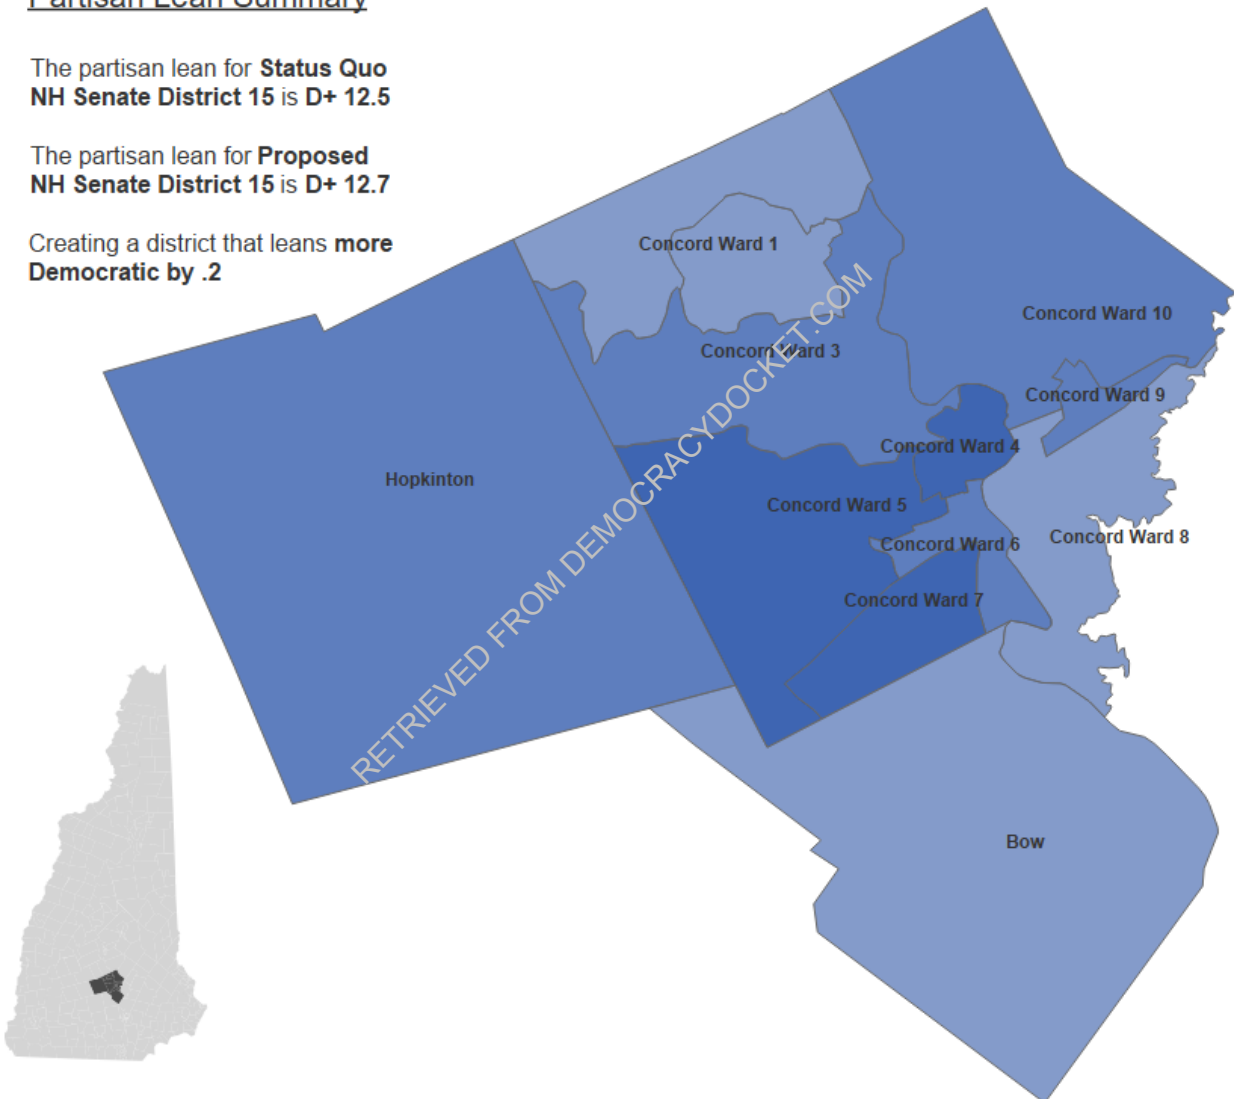 Partisan Lean Summary
The partisan lean for Status Quo
NH Senate District 15 is D+ 12.5
The partisan lean for Proposed
NH Senate District 15 is D+ 12.7
Creating a district that leans more
Democratic by .2
Concord Ward 1
Concord Ward 10
Concord Ward 3
Concord Ward 9
Concord Ward 4
Hopkinton
Concord Ward 5
Concord Ward 8
Concord Ward 6
Concord Ward 7
Bow
RETRIEVED FROM DEMOCRACYDOCKET.COM